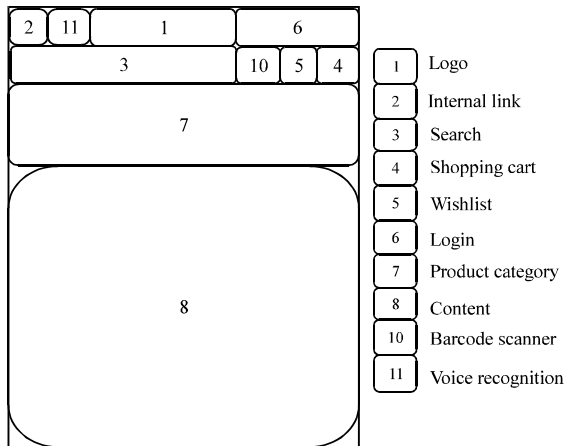 2 11 1 6
3 10 5 4
7
8
1 Logo
2 Internal link
3 Search
4 Shopping cart
5 Wishlist
6 Login
7 Product category
8 Content
10 Barcode scanner
11 Voice recognition